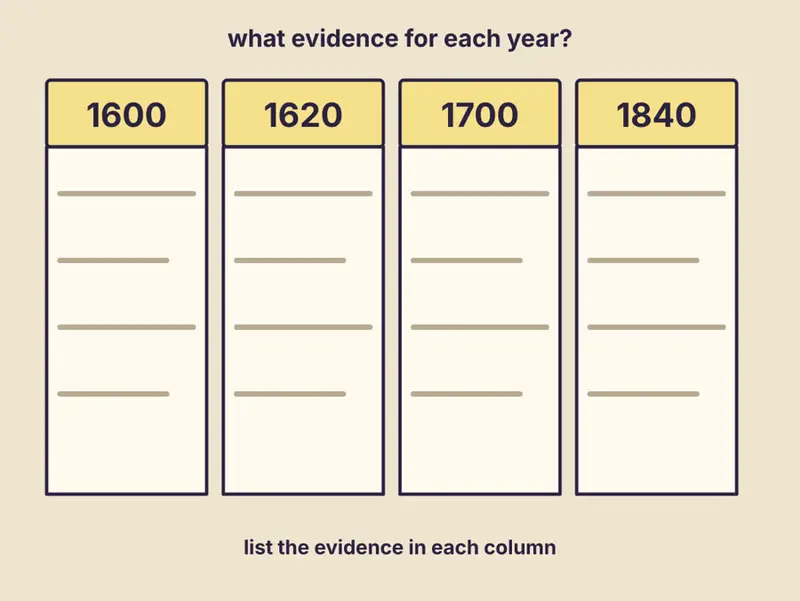 what evidence for each year?
1600
1620
1700
1840
list the evidence in each column